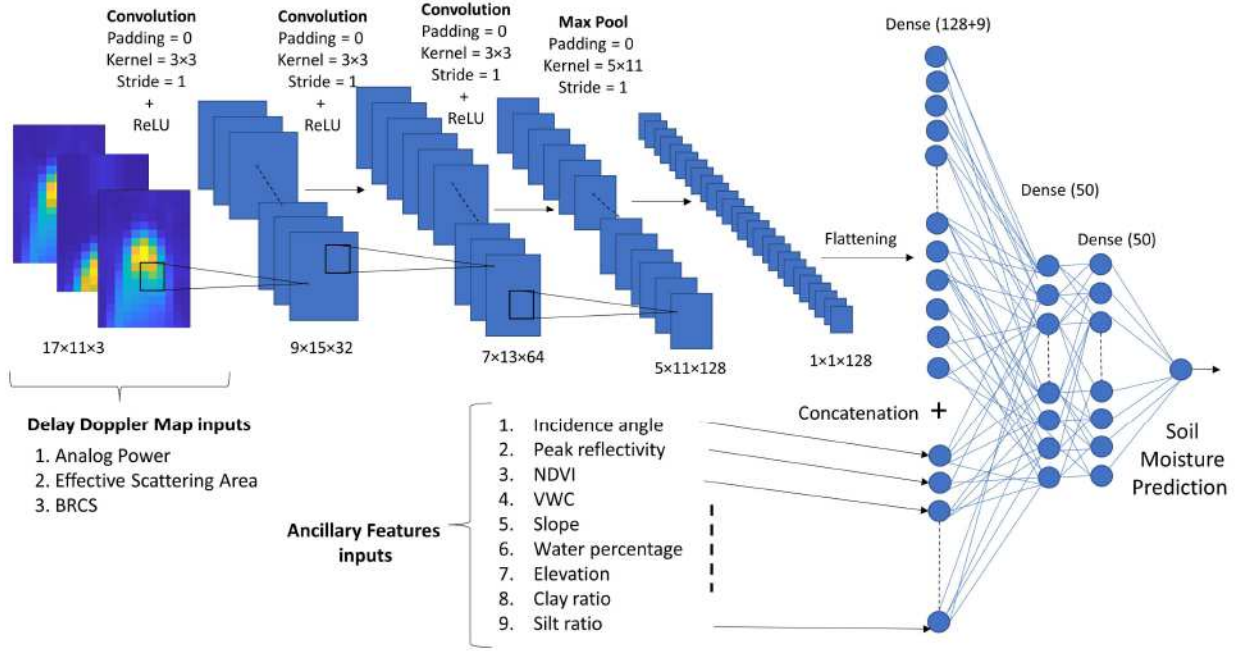 Convolution
Padding = 0
Kernel = 3×3
Stride = 1
+
ReLU
Convolution
Padding = 0
Kernel = 3×3
Stride = 1
+
ReLU
Convolution
Padding = 0
Kernel = 3×3
Stride = 1
+
ReLU
Max Pool
Padding = 0
Kernel = 5×11
Stride = 1
Dense (128+9)
Dense (50)
Dense (50)
Flattening
17×11×3
9×15×32
7×13×64
5×11×128
1×1×128
Delay Doppler Map inputs
1. Analog Power
2. Effective Scattering Area
3. BRCS
Concatenation +
Ancillary Features
inputs
1. Incidence angle
2. Peak reflectivity
3. NDVI
4. VWC
5. Slope
6. Water percentage
7. Elevation
8. Clay ratio
9. Silt ratio
Soil
Moisture
Prediction